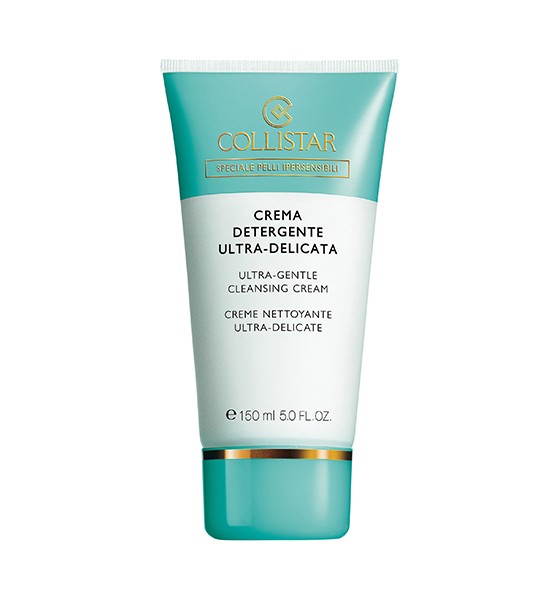 COLLISTAR
SPECIALE PELLI IPERSENSIBILI
CREMA
DETERGENTE
ULTRA-DELICATA
ULTRA-GENTLE
CLEANSING CREAM
CREME NETTOYANTE
ULTRA-DELICATE
e 150 ml 5.0 FL.OZ.